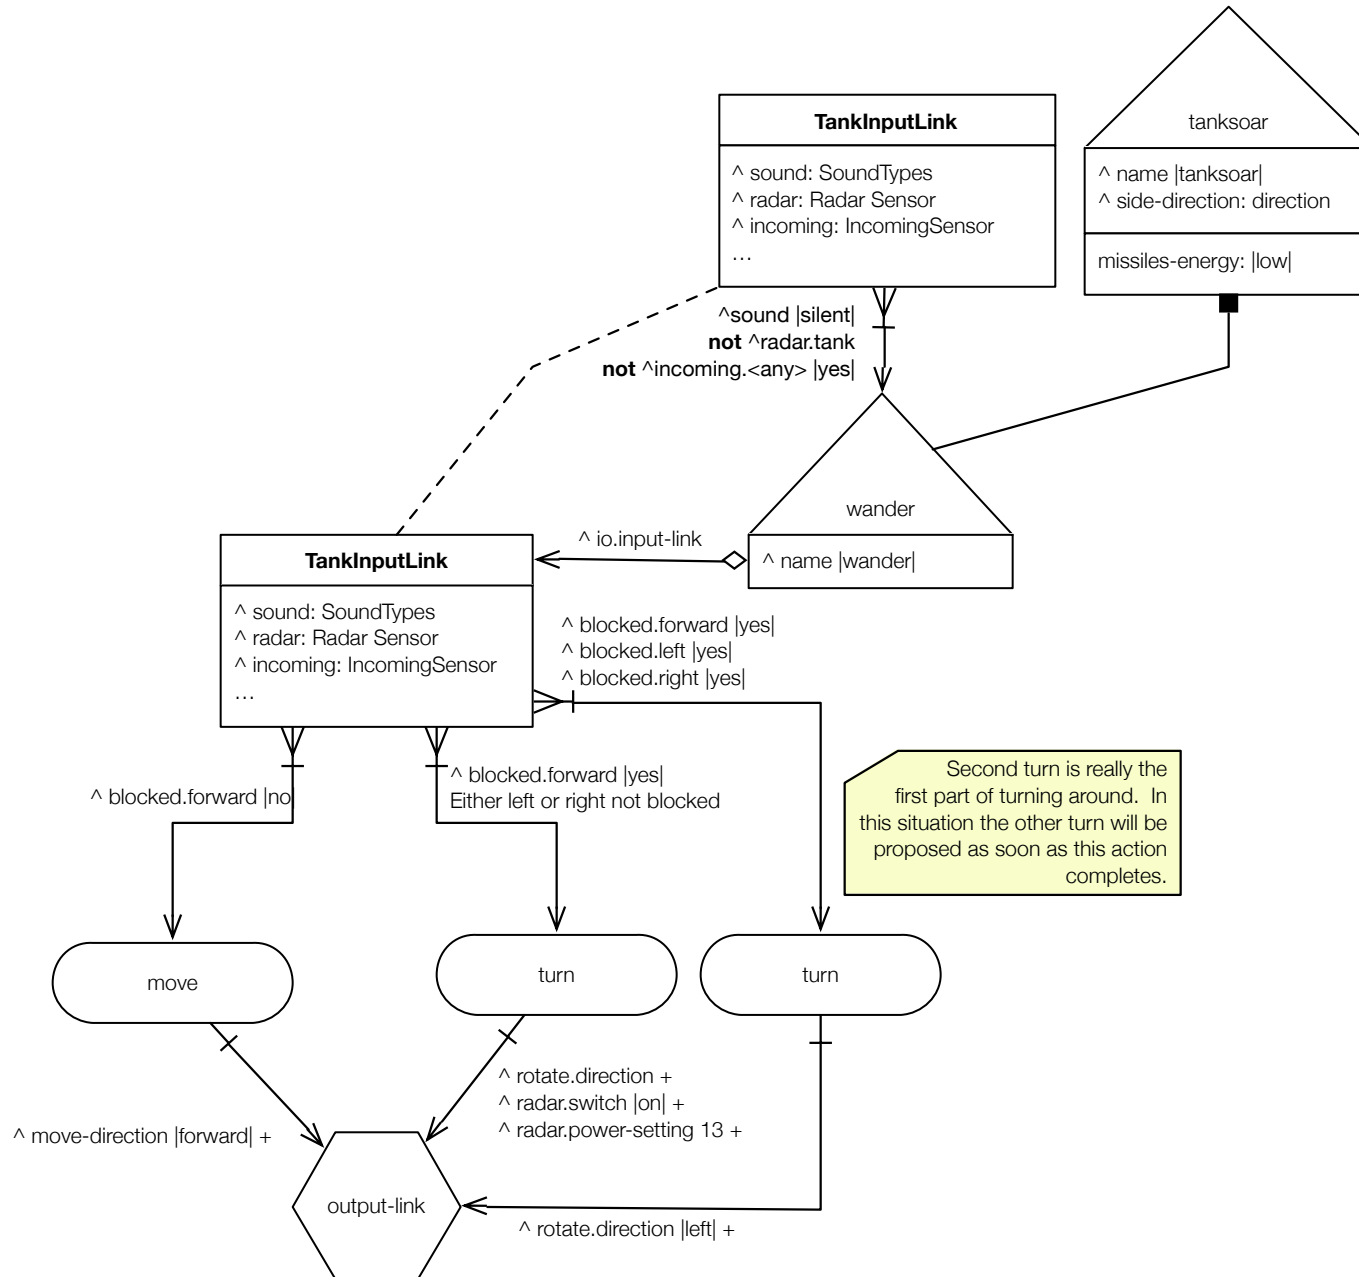 TankInputLink
^ sound: SoundTypes
^ radar: Radar Sensor
^ incoming: IncomingSensor
...
tanksoar
^ name |tanksoar|
^ side-direction: direction
missiles-energy: |low|
^sound |silent|
not ^radar.tank
not ^incoming.<any> |yes|
wander
^ name |wander|
^ io.input-link
TankInputLink
^ sound: SoundTypes
^ radar: Radar Sensor
^ incoming: IncomingSensor
...
^ blocked.forward |yes|
^ blocked.left |yes|
^ blocked.right |yes|
^ blocked.forward |no|
^ blocked.forward |yes|
Either left or right not blocked
Second turn is really the
first part of turning around.  In
this situation the other turn will be
proposed as soon as this action
completes.
move
turn
turn
^ move-direction |forward| +
^ rotate.direction +
^ radar.switch |on| +
^ radar.power-setting 13 +
output-link
^ rotate.direction |left| +